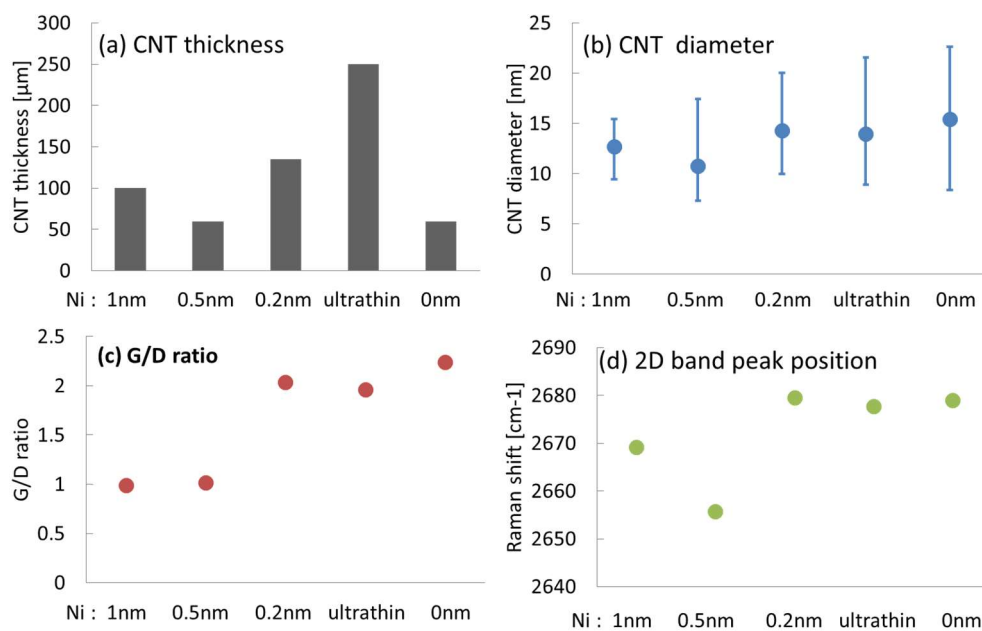 (a) CNT thickness
CNT thickness [μm]
300
250
200
150
100
50
0
Ni : 1nm 0.5nm 0.2nm ultrathin 0nm
(b) CNT diameter
CNT diameter [nm]
25
20
15
10
5
0
Ni : 1nm 0.5nm 0.2nm ultrathin 0nm
(c) G/D ratio
G/D ratio
2.5
2
1.5
1
0.5
0
Ni : 1nm 0.5nm 0.2nm ultrathin 0nm
(d) 2D band peak position
Raman shift [cm-1]
2690
2680
2670
2660
2650
2640
Ni : 1nm 0.5nm 0.2nm ultrathin 0nm